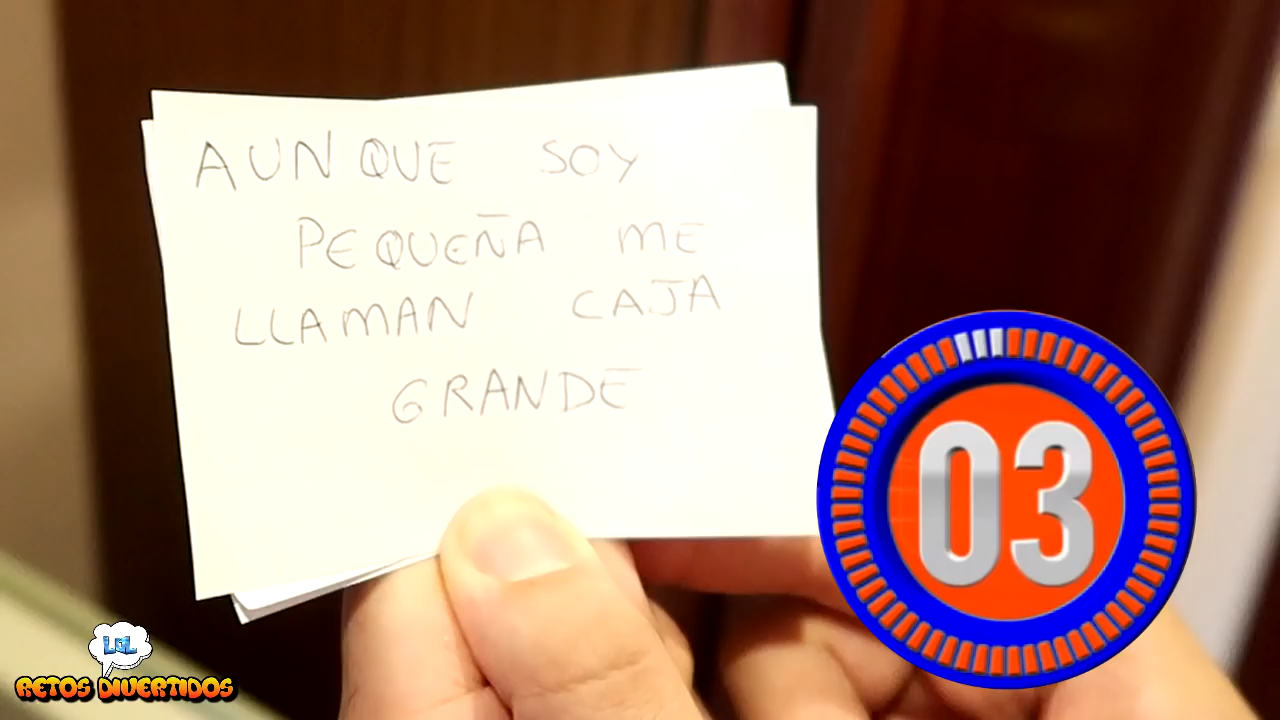 AUNQUE SOY
PEQUEÑA ME
LLAMAN CAJA
GRANDE
03
LOL
RETOS DIVERTIDOS